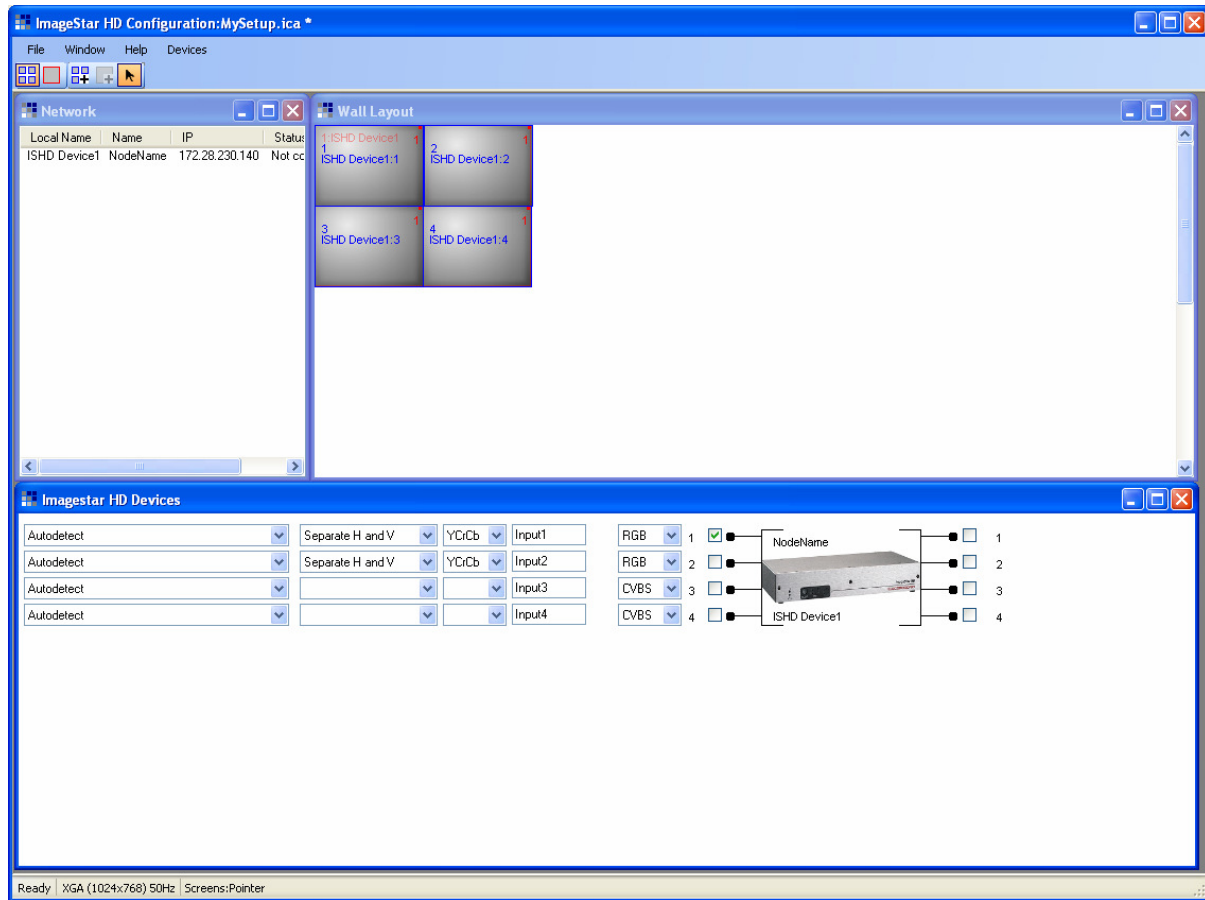 ImageStar HD Configuration:MySetup.ica *
File Window Help Devices
Network
Local Name Name IP
ISHD Device1 NodeName 172.28.230.140 Not
Wall Layout
1:ISHD Device1 1
1
ISHD Device1:1
1
2
ISHD Device1:2
1
3
ISHD Device1:3
1
4
ISHD Device1:4
Imagestar HD Devices
Autodetect Separate H and V YCrCb Input1 RGB 1
Autodetect Separate H and V YCrCb Input2 RGB 2
Autodetect Input3 CVBS 3
Autodetect Input4 CVBS 4
NodeName
ISHD Device1
1
2
3
4
Ready XGA (1024x768) 50Hz Screens:Pointer